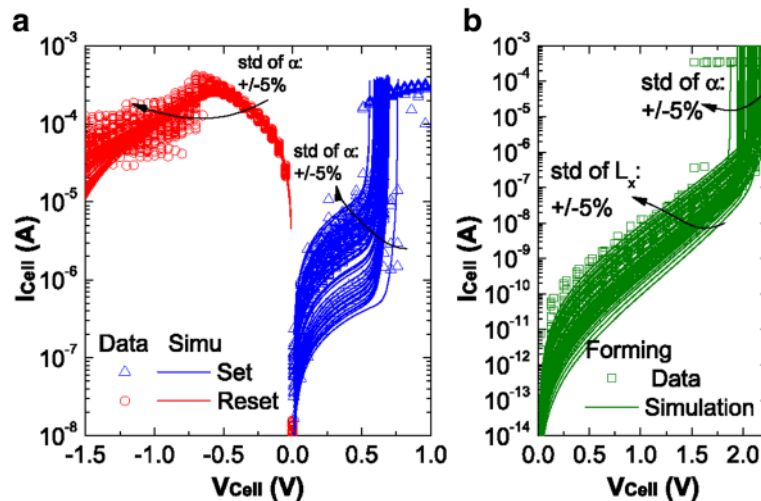 a
std of α:
+/-5%
std of α:
+/-5%
Data Simu
Set
Reset
10⁻³
10⁻⁴
10⁻⁵
10⁻⁶
10⁻⁷
10⁻⁸
I_Cell (A)
-1.5 -1.0 -0.5 0.0 0.5 1.0
V_Cell (V)
b
std of α:
+/-5%
std of Lₓ:
+/-5%
Forming
Data
Simulation
10⁻³
10⁻⁴
10⁻⁵
10⁻⁶
10⁻⁷
10⁻⁸
10⁻⁹
10⁻¹⁰
10⁻¹¹
10⁻¹²
10⁻¹³
10⁻¹⁴
I_Cell (A)
0.0 0.5 1.0 1.5 2.0
V_Cell (V)